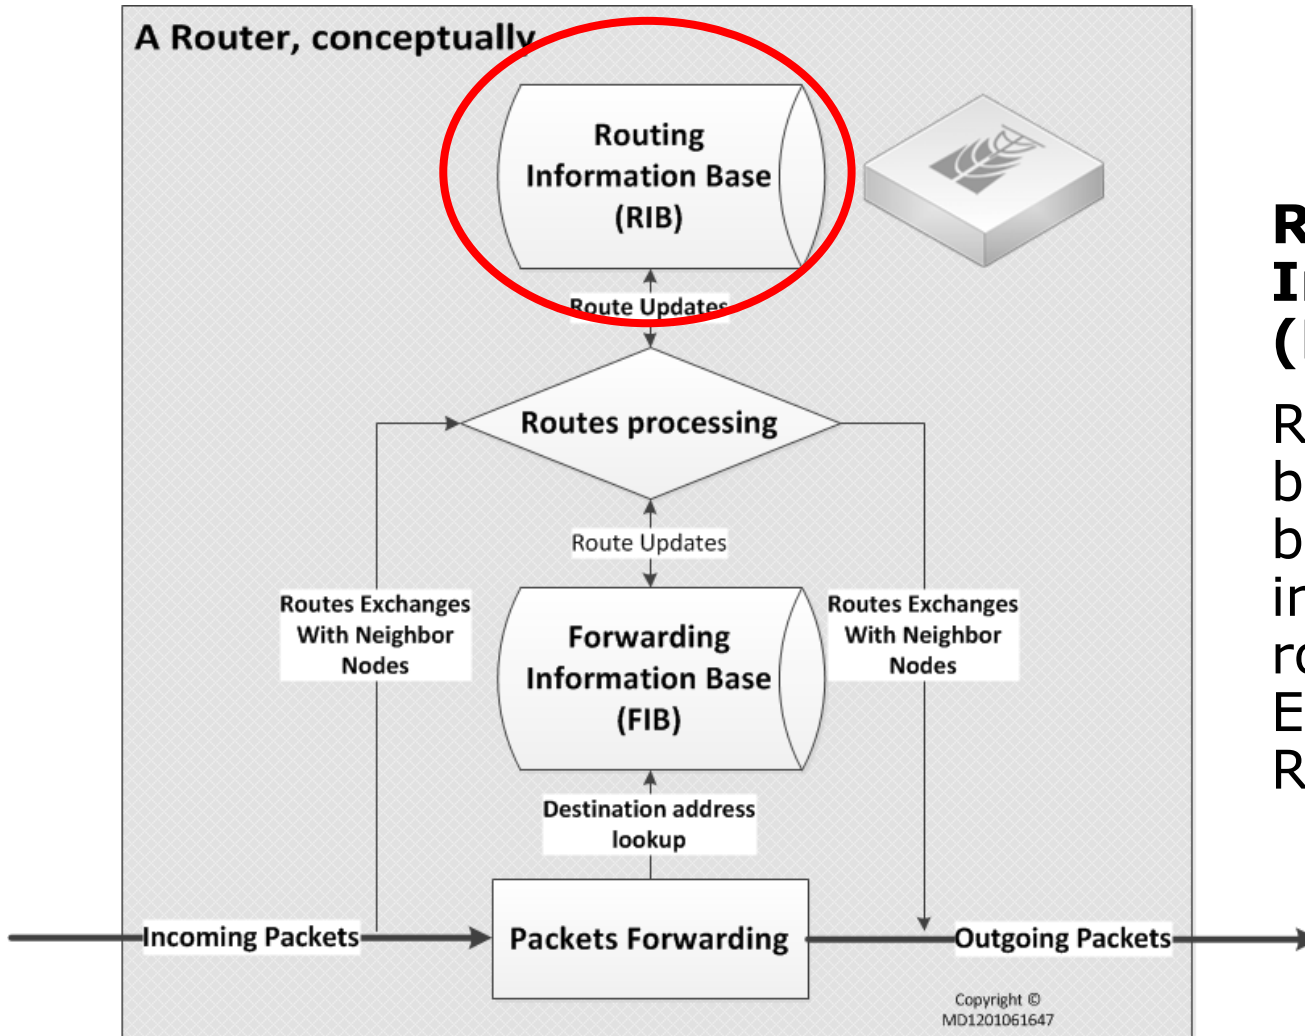 A Router, conceptually
Routing
Information Base
(RIB)
Route Updates
Routes processing
Route Updates
Routes Exchanges
With Neighbor
Nodes
Routes Exchanges
With Neighbor
Nodes
Forwarding
Information Base
(FIB)
Destination address
lookup
Incoming Packets
Packets Forwarding
Outgoing Packets
Copyright ©
MD1201061647